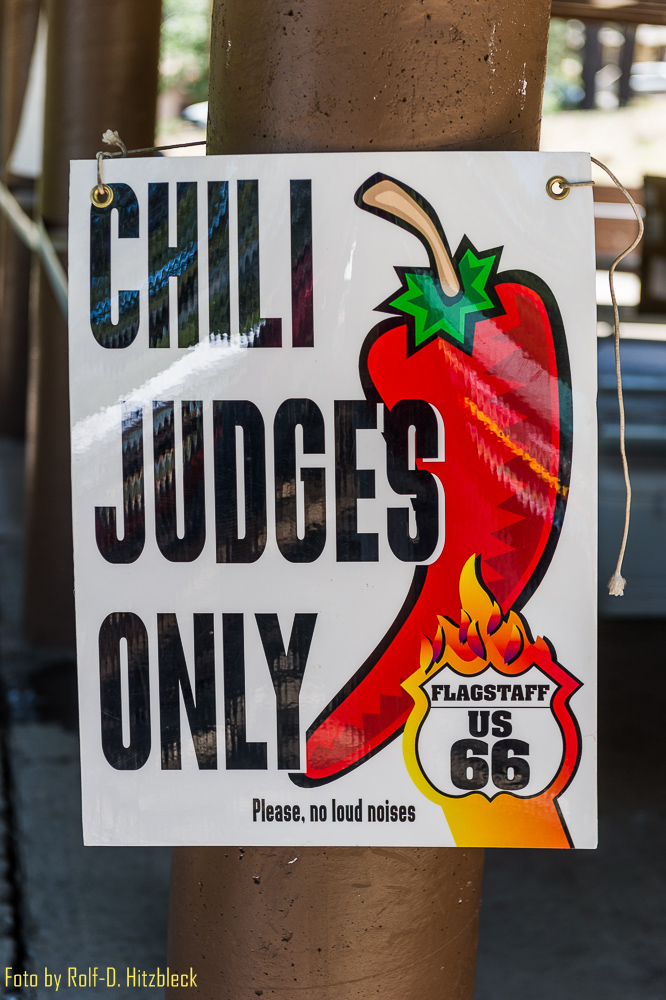 CHILI
JUDGES
ONLY
FLAGSTAFF
US
66
Please, no loud noises
Foto by Rolf-D. Hitzbleck